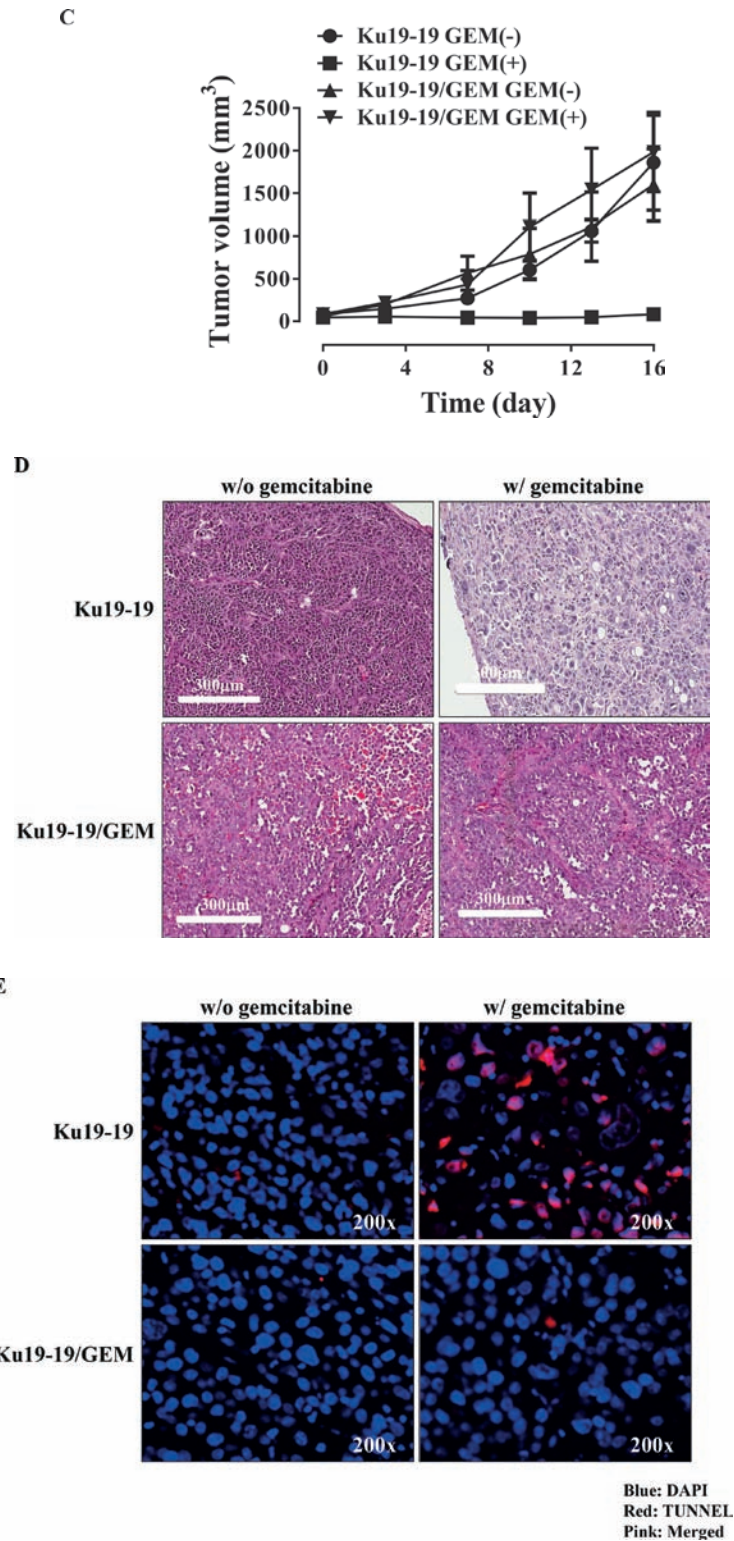 C
Ku19-19 GEM(-)
Ku19-19 GEM(+)
Ku19-19/GEM GEM(-)
Ku19-19/GEM GEM(+)
Tumor volume (mm³)
2500
2000
1500
1000
500
0
0 4 8 12 16
Time (day)
D
w/o gemcitabine w/ gemcitabine
Ku19-19
300μm 300μm
Ku19-19/GEM
300μm 300μm
E
w/o gemcitabine w/ gemcitabine
Ku19-19
200x 200x
Ku19-19/GEM
200x 200x
Blue: DAPI
Red: TUNNEL
Pink: Merged